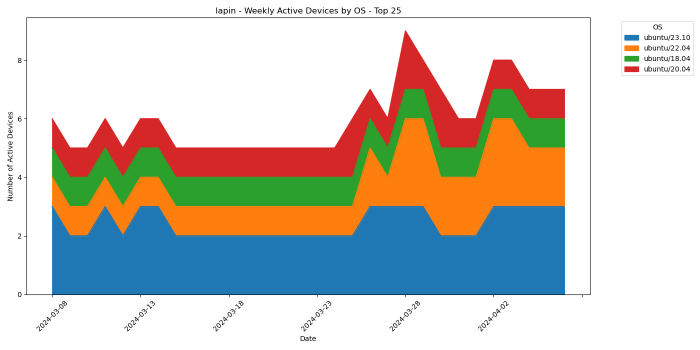 lapin - Weekly Active Devices by OS - Top 25
OS
ubuntu/23.10
ubuntu/22.04
ubuntu/18.04
ubuntu/20.04
Number of Active Devices
8
6
4
2
0
2024-03-08
2024-03-13
2024-03-18
2024-03-23
2024-03-28
2024-04-02
Date